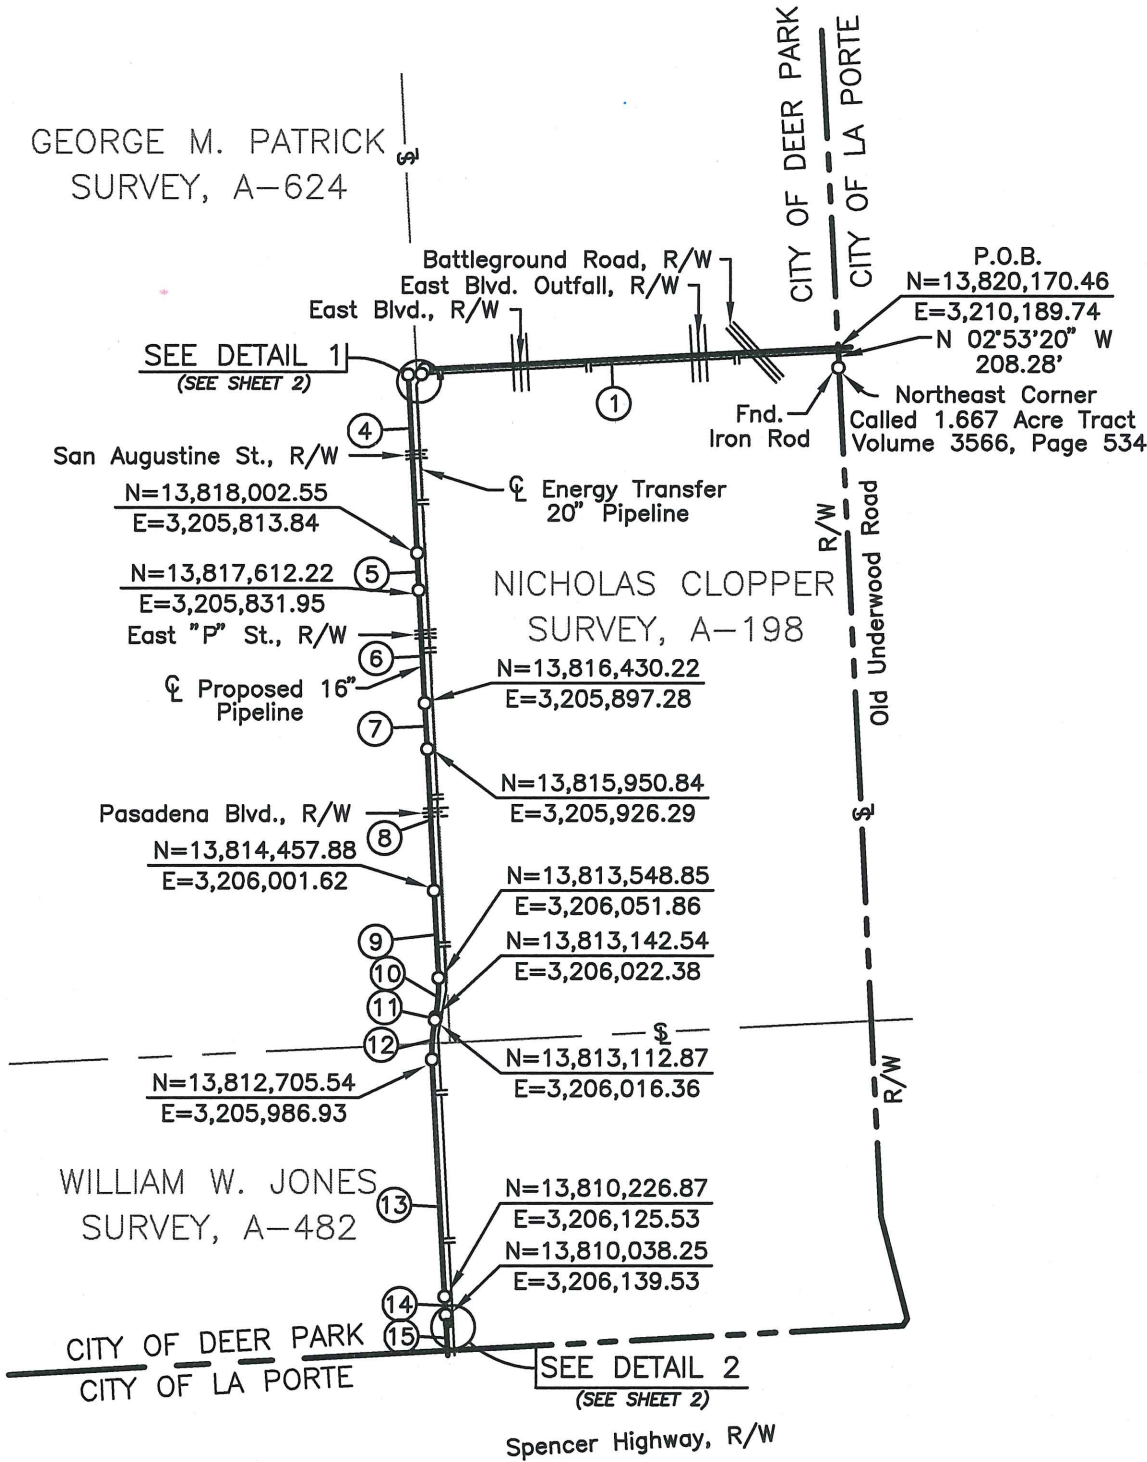 GEORGE M. PATRICK
SURVEY, A-624
CITY OF DEER PARK
CITY OF LA PORTE
Battleground Road, R/W
East Blvd. Outfall, R/W
East Blvd., R/W
P.O.B.
N=13,820,170.46
E=3,210,189.74
N 02°53'20" W
208.28'
SEE DETAIL 1
(SEE SHEET 2)
1
Fnd.
Iron Rod
Northeast Corner
Called 1.667 Acre Tract
Volume 3566, Page 534
4
San Augustine St., R/W
℄ Energy Transfer
20" Pipeline
N=13,818,002.55
E=3,205,813.84
5
N=13,817,612.22
E=3,205,831.95
NICHOLAS CLOPPER
SURVEY, A-198
R/W
Old Underwood Road
East "P" St., R/W
6
℄ Proposed 16"
Pipeline
N=13,816,430.22
E=3,205,897.28
7
N=13,815,950.84
E=3,205,926.29
Pasadena Blvd., R/W
8
N=13,814,457.88
E=3,206,001.62
N=13,813,548.85
E=3,206,051.86
9
N=13,813,142.54
E=3,206,022.38
10
11
12
N=13,813,112.87
E=3,206,016.36
R/W
N=13,812,705.54
E=3,205,986.93
WILLIAM W. JONES
SURVEY, A-482
13
N=13,810,226.87
E=3,206,125.53
N=13,810,038.25
E=3,206,139.53
14
15
CITY OF DEER PARK
CITY OF LA PORTE
SEE DETAIL 2
(SEE SHEET 2)
Spencer Highway, R/W